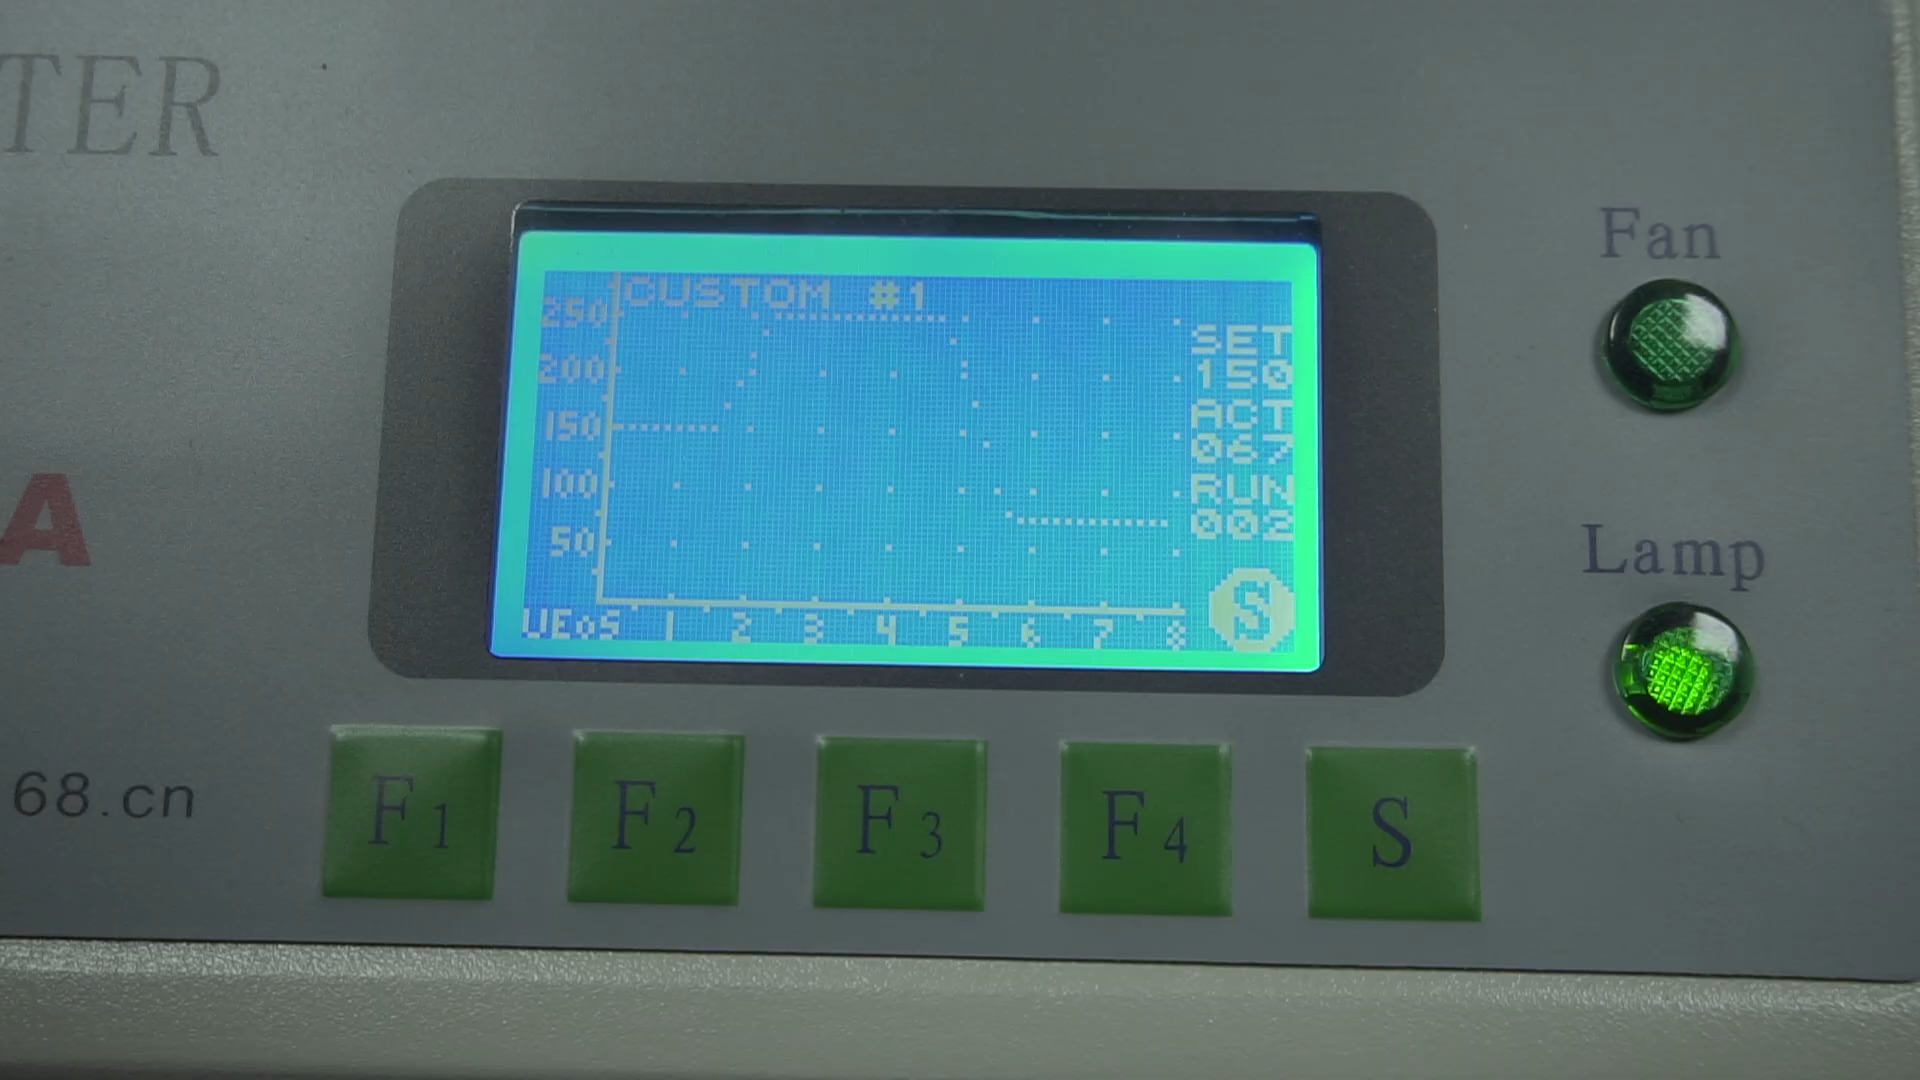 TER
A
68.cn
CUSTOM #1
250
200
150
100
50
UEoS 1 2 3 4 5 6 7 8
SET
150
ACT
067
RUN
002
S
Fan
Lamp
F1 F2 F3 F4 S